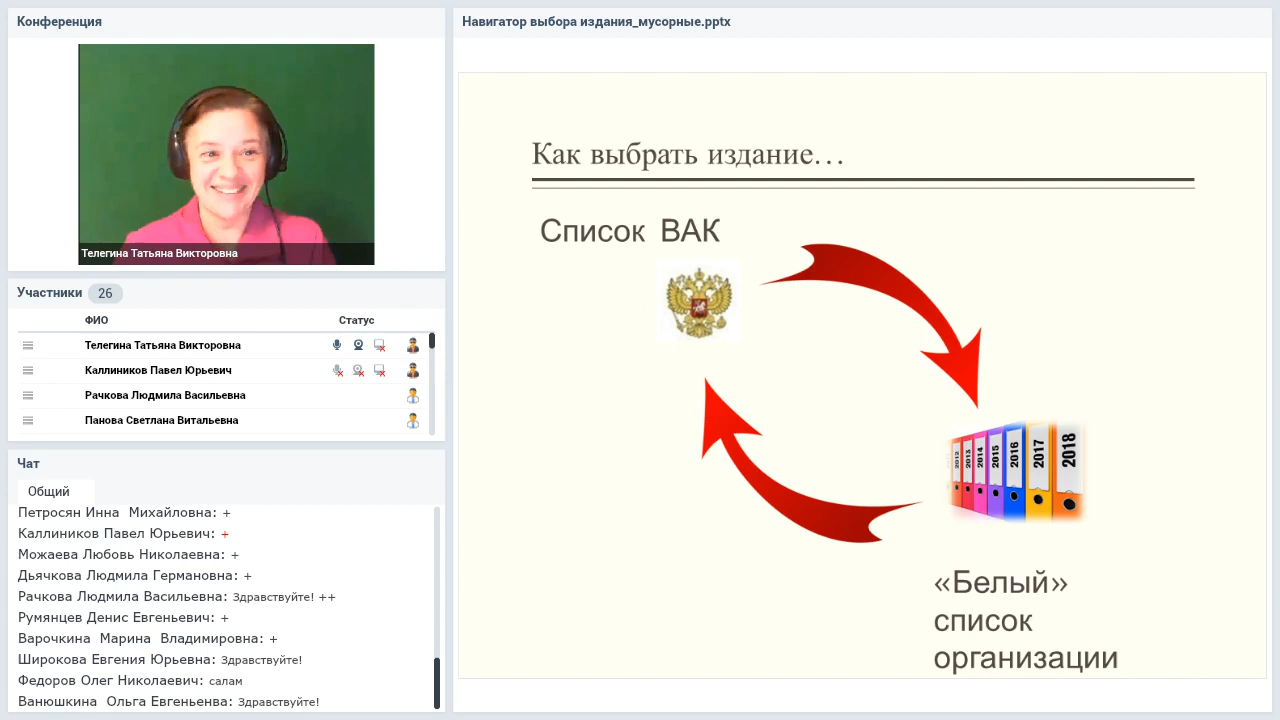 Конференция
Телегина Татьяна Викторовна
Участники 26
ФИО Статус
Телегина Татьяна Викторовна
Каллиников Павел Юрьевич
Рачкова Людмила Васильевна
Панова Светлана Витальевна
Чат
Общий
Петросян Инна Михайловна: +
Каллиников Павел Юрьевич: +
Можаева Любовь Николаевна: +
Дьячкова Людмила Германовна: +
Рачкова Людмила Васильевна: Здравствуйте! ++
Румянцев Денис Евгеньевич: +
Варочкина Марина Владимировна: +
Широкова Евгения Юрьевна: Здравствуйте!
Федоров Олег Николаевич: салам
Ванюшкина Ольга Евгеньенва: Здравствуйте!
Навигатор выбора издания_мусорные.pptx
Как выбрать издание…
Список ВАК
2012 2013 2014 2015 2016 2017 2018
«Белый»
список
организации